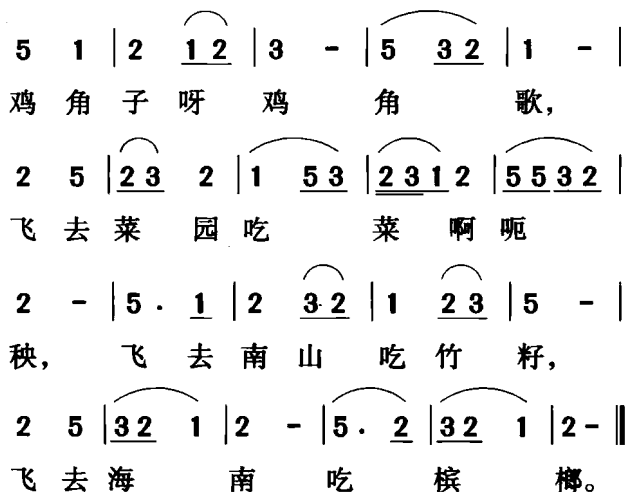 5 1 | 2 1 2 | 3 - | 5 3 2 | 1 - |
鸡角子呀鸡角歌,
2 5 | 2 3 2 | 1 5 3 | 2 3 1 2 | 5 5 3 2 |
飞去菜园吃菜啊呃
2 - | 5 . 1 | 2 3 2 | 1 2 3 | 5 - |
秧, 飞去南山吃竹籽,
2 5 | 3 2 1 | 2 - | 5 . 2 | 3 2 1 | 2 - ‖
飞去海南吃槟榔。